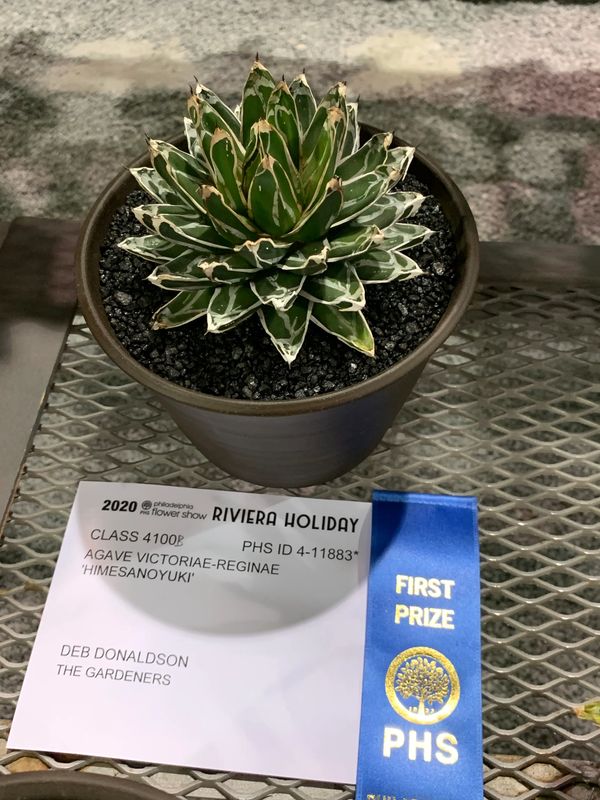 2020 PHS philadelphia flower show RIVIERA HOLIDAY
CLASS 4100B PHS ID 4-11883*
AGAVE VICTORIAE-REGINAE
'HIMESANOYUKI'
DEB DONALDSON
THE GARDENERS
FIRST
PRIZE
PHS